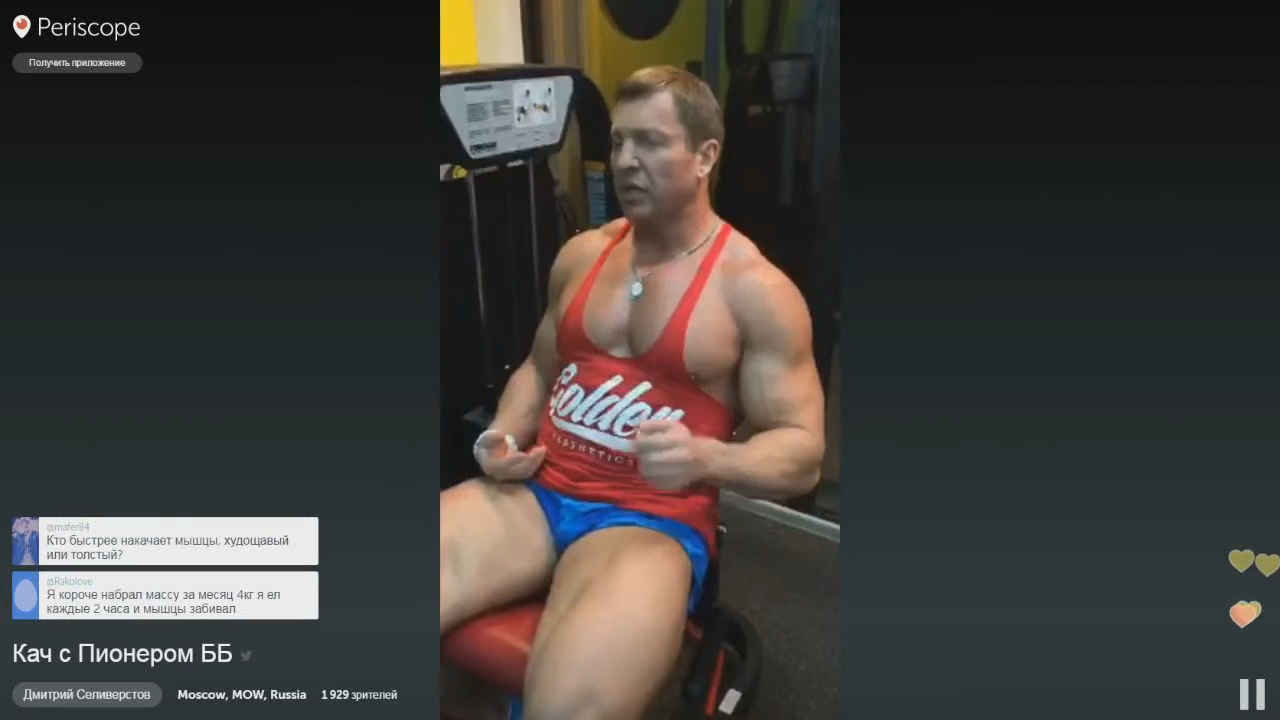 Periscope
Получить приложение
Golden
@mafer84
Кто быстрее накачает мышцы, худощавый
или толстый?
@Rakolove
Я короче набрал массу за месяц 4кг я ел
каждые 2 часа и мышцы забивал
Кач с Пионером ББ
Дмитрий Селиверстов Moscow, MOW, Russia 1 929 зрителей